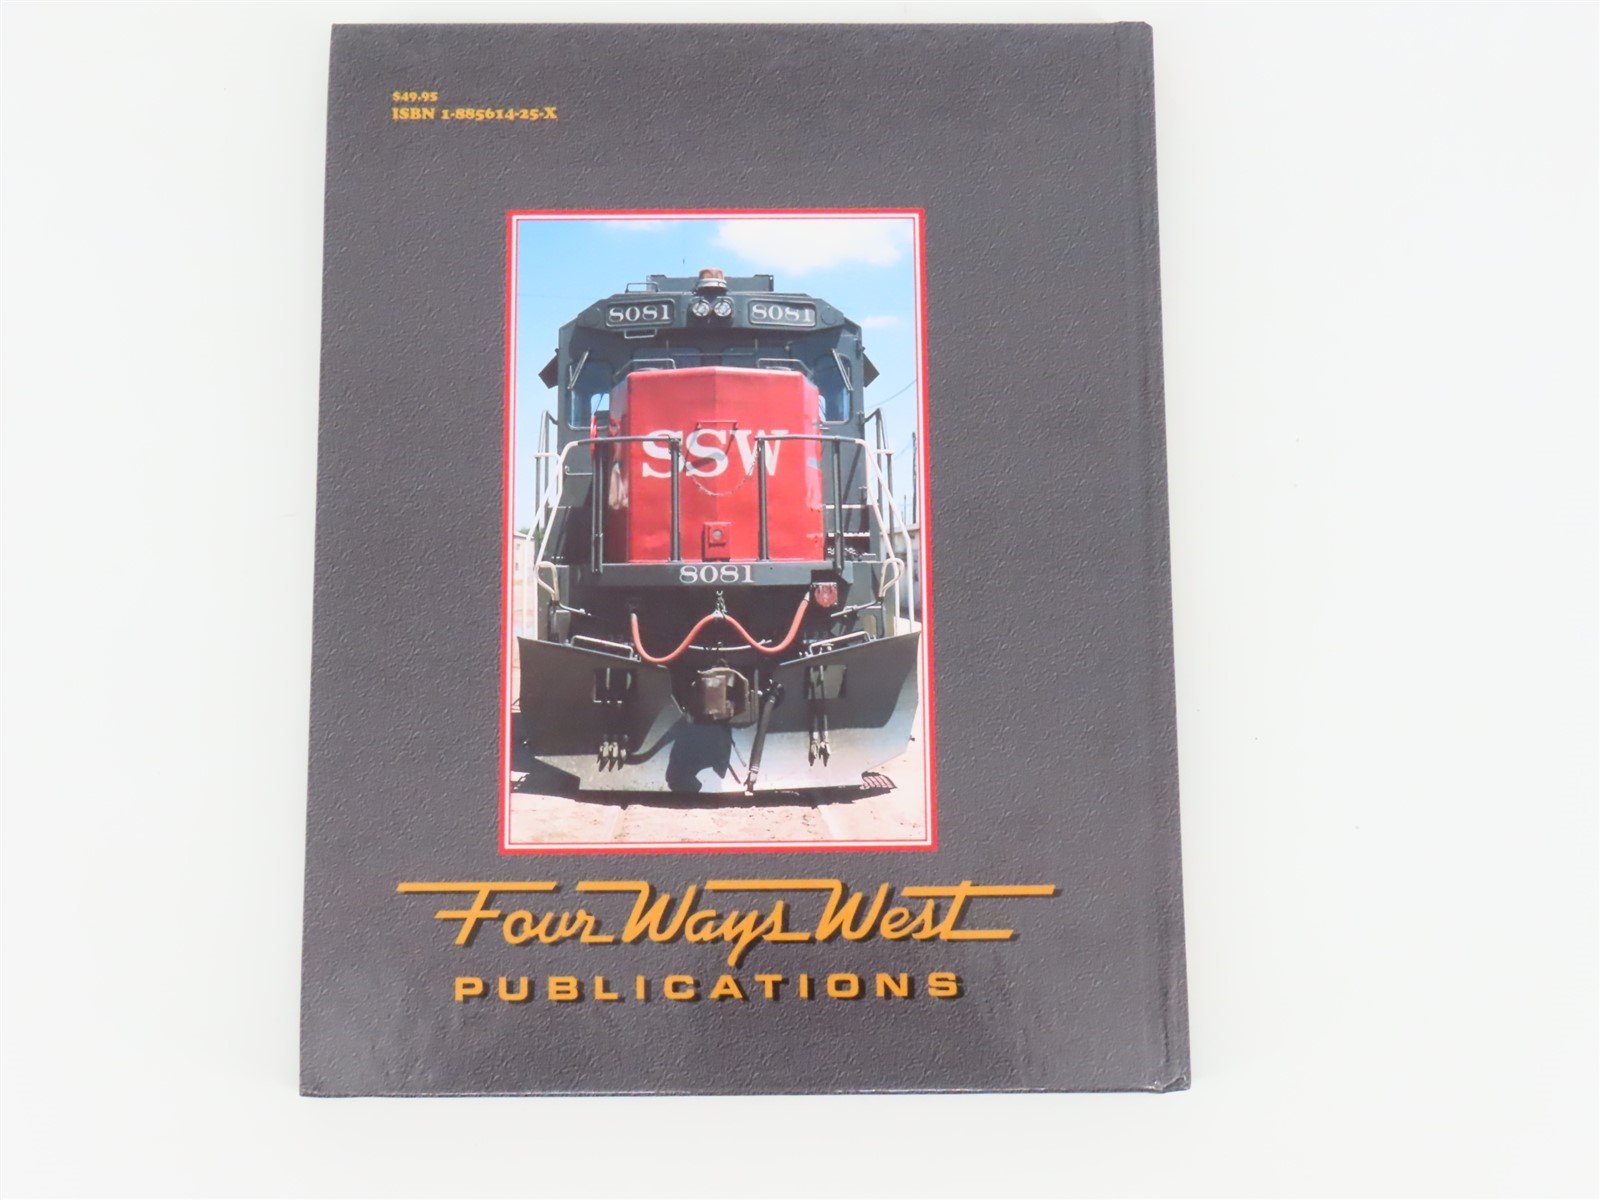 $49.95
ISBN 1-885614-25-X
8081 8081
SSW
8081
Four Ways West
PUBLICATIONS